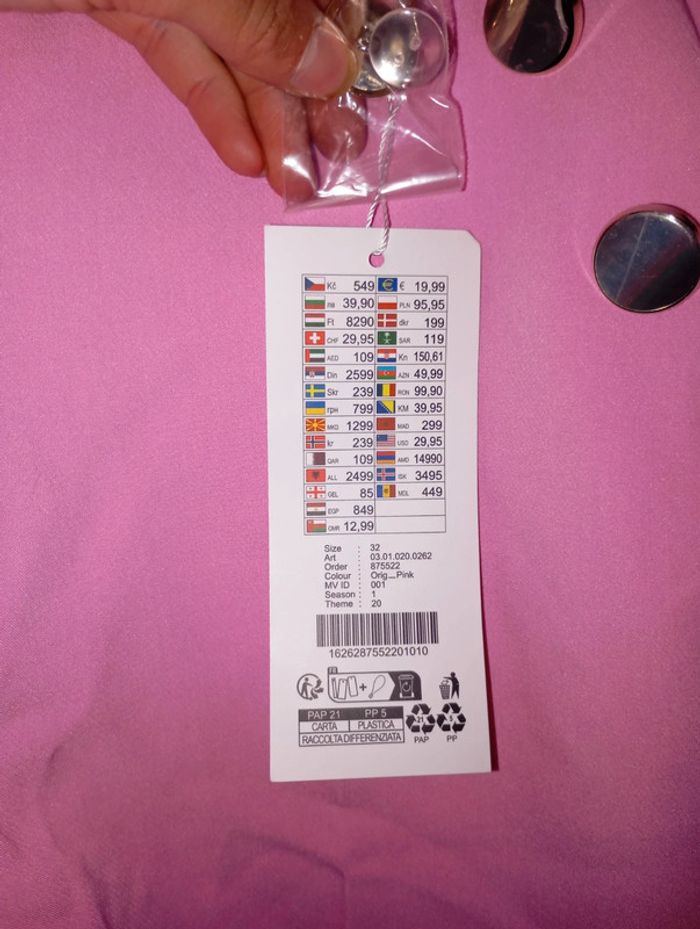 Kč 549 € 19,99
лв 39,90 PLN 95,95
Ft 8290 dkr 199
CHF 29,95 SAR 119
AED 109 Kn 150,61
Din 2599 AZN 49,99
Skr 239 RON 99,90
грн 799 KM 39,95
MKD 1299 MAD 299
kr 239 USD 29,95
QAR 109 AMD 14990
ALL 2499 ISK 3495
GEL 85 MDL 449
EGP 849
OMR 12,99
Size : 32
Art : 03.01.020.0262
Order : 875522
Colour : Orig__Pink
MV ID : 001
Season : 1
Theme : 20
1626287552201010
FR
PAP 21 PP 5
CARTA PLASTICA
RACCOLTA DIFFERENZIATA
21 5
PAP PP